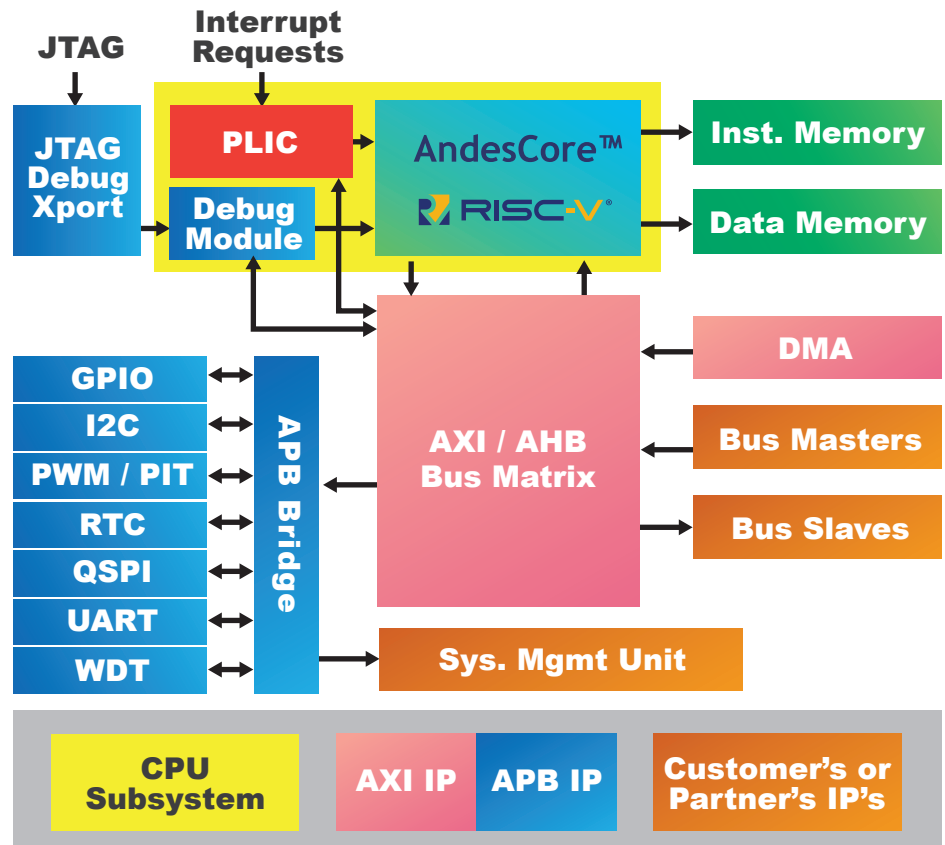 JTAG
Interrupt
Requests
JTAG
Debug
Xport
PLIC
Debug
Module
AndesCore™
RISC-V®
Inst. Memory
Data Memory
DMA
Bus Masters
Bus Slaves
AXI / AHB
Bus Matrix
APB Bridge
GPIO
I2C
PWM / PIT
RTC
QSPI
UART
WDT
Sys. Mgmt Unit
CPU
Subsystem
AXI IP
APB IP
Customer’s or
Partner’s IP’s